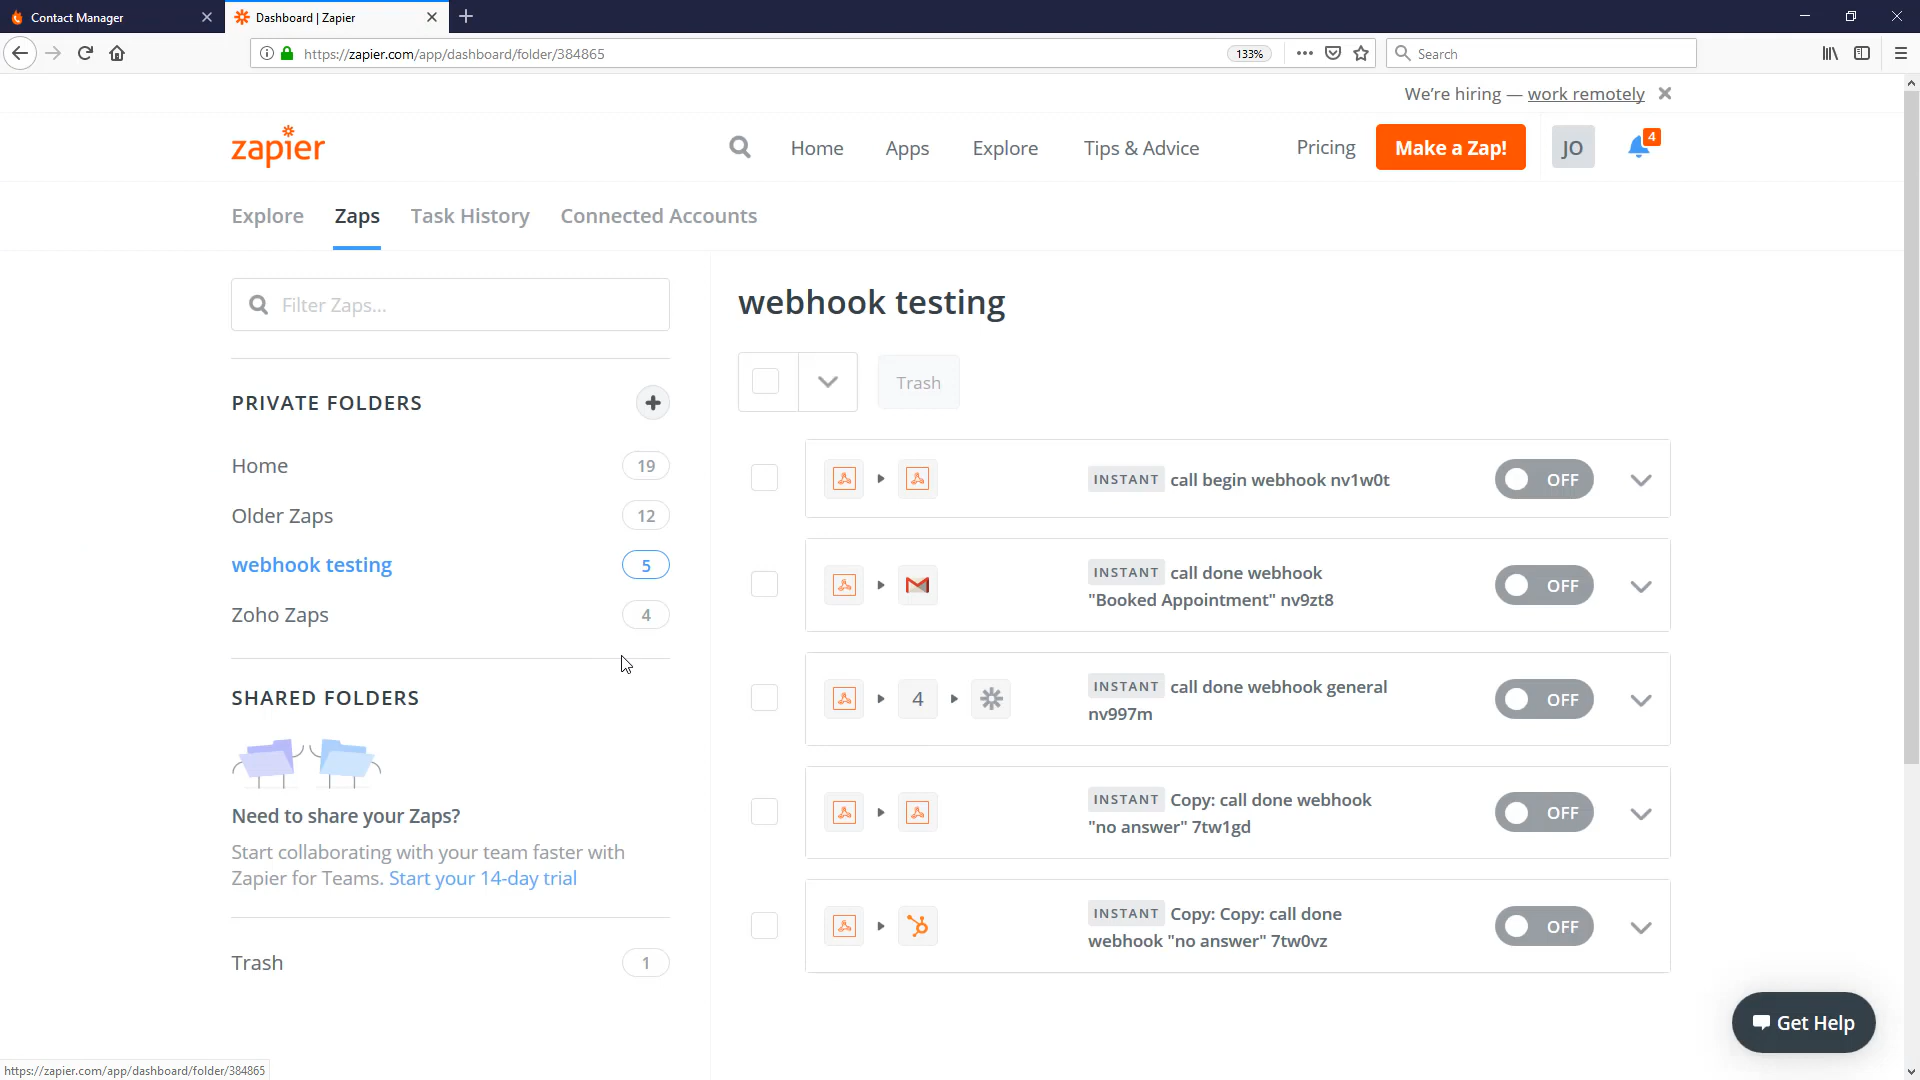 Contact Manager
Dashboard | Zapier
https://zapier.com/app/dashboard/folder/384865
133%
Search
We're hiring — work remotely
zapier
Home
Apps
Explore
Tips & Advice
Pricing
Make a Zap!
JO
4
Explore
Zaps
Task History
Connected Accounts
Filter Zaps...
PRIVATE FOLDERS
Home
19
Older Zaps
12
webhook testing
5
Zoho Zaps
4
SHARED FOLDERS
Need to share your Zaps?
Start collaborating with your team faster with
Zapier for Teams. Start your 14-day trial
Trash
1
webhook testing
Trash
INSTANT call begin webhook nv1w0t
OFF
INSTANT call done webhook
"Booked Appointment" nv9zt8
OFF
4
INSTANT call done webhook general
nv997m
OFF
INSTANT Copy: call done webhook
"no answer" 7tw1gd
OFF
INSTANT Copy: Copy: call done
webhook "no answer" 7tw0vz
OFF
Get Help
https://zapier.com/app/dashboard/folder/384865